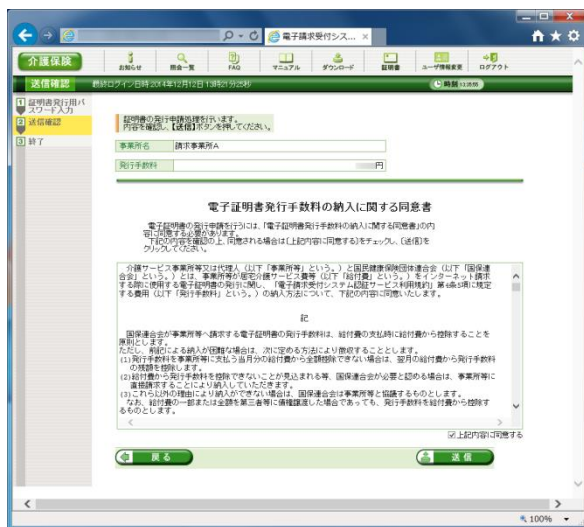 電子請求受付シス...
介護保険
お知らせ
照会一覧
FAQ
マニュアル
ダウンロード
証明書
ユーザ情報変更
ログアウト
送信確認
最終ログイン日時 2014年12月12日 13時21分25秒
時刻
1 証明書発行用パスワード入力
2 送信確認
3 終了
証明書の発行申請処理を行います。
内容を確認し、【送信】ボタンを押してください。
事業所名 請求事業所A
発行手数料 円
電子証明書発行手数料の納入に関する同意書
電子証明書の発行申請を行うには、「電子証明書発行手数料の納入に関する同意書」の内
容に同意する必要があります。
下記の内容を確認の上、同意される場合は［上記内容に同意する］をチェックし、［送信］を
クリックしてください。
介護サービス事業所等又は代理人（以下「事業所等」という。）と国民健康保険団体連合会（以下「国保連
合会」という。）とは、事業所等が居宅介護サービス費等（以下「給付費」という。）をインターネット請求
する際に使用する電子証明書の発行に関し、「電子請求受付システム認証サービス利用規約」第6条5項に規定
する費用（以下「発行手数料」という。）の納入方法について、下記の内容に同意いたします。
記
国保連合会が事業所等へ請求する電子証明書の発行手数料は、給付費の支払時に給付費から控除することを
原則とします。
ただし、前記による納入が困難な場合は、次に定める方法により徴収することとします。
(1)発行手数料を事業所等に支払う当月分の給付費から全額控除できない場合は、翌月の給付費から発行手数料
の残額を控除します。
(2)給付費から発行手数料を控除できないことが見込まれる等、国保連合会が必要と認める場合は、事業所等に
直接請求することにより納入していただきます。
(3)これら以外の理由により納入ができない場合は、国保連合会は事業所等と協議するものとします。
なお、給付費の一部または全額を第三者等に債権譲渡した場合であっても、発行手数料を給付費から控除す
るものとします。
上記内容に同意する
戻る
送信
100%